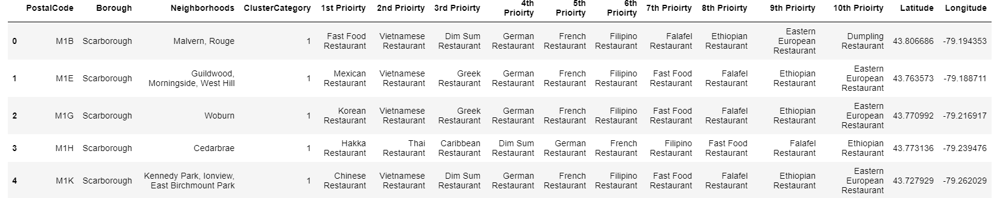 PostalCode Borough Neighborhoods ClusterCategory 1st Prioirty 2nd Prioirty 3rd Prioirty 4th Prioirty 5th Prioirty 6th Prioirty 7th Prioirty 8th Prioirty 9th Prioirty 10th Prioirty Latitude Longitude
0 M1B Scarborough Malvern, Rouge 1 Fast Food Restaurant Vietnamese Restaurant Dim Sum Restaurant German Restaurant French Restaurant Filipino Restaurant Falafel Restaurant Ethiopian Restaurant Eastern European Restaurant Dumpling Restaurant 43.806686 -79.194353
1 M1E Scarborough Guildwood, Morningside, West Hill 1 Mexican Restaurant Vietnamese Restaurant Greek Restaurant German Restaurant French Restaurant Filipino Restaurant Fast Food Restaurant Falafel Restaurant Ethiopian Restaurant Eastern European Restaurant 43.763573 -79.188711
2 M1G Scarborough Woburn 1 Korean Restaurant Vietnamese Restaurant Greek Restaurant German Restaurant French Restaurant Filipino Restaurant Fast Food Restaurant Falafel Restaurant Ethiopian Restaurant Eastern European Restaurant 43.770992 -79.216917
3 M1H Scarborough Cedarbrae 1 Hakka Restaurant Thai Restaurant Caribbean Restaurant Dim Sum Restaurant German Restaurant French Restaurant Filipino Restaurant Fast Food Restaurant Falafel Restaurant Ethiopian Restaurant 43.773136 -79.239476
4 M1K Scarborough Kennedy Park, Ionview, East Birchmount Park 1 Chinese Restaurant Vietnamese Restaurant Dim Sum Restaurant German Restaurant French Restaurant Filipino Restaurant Fast Food Restaurant Falafel Restaurant Ethiopian Restaurant Eastern European Restaurant 43.727929 -79.262029